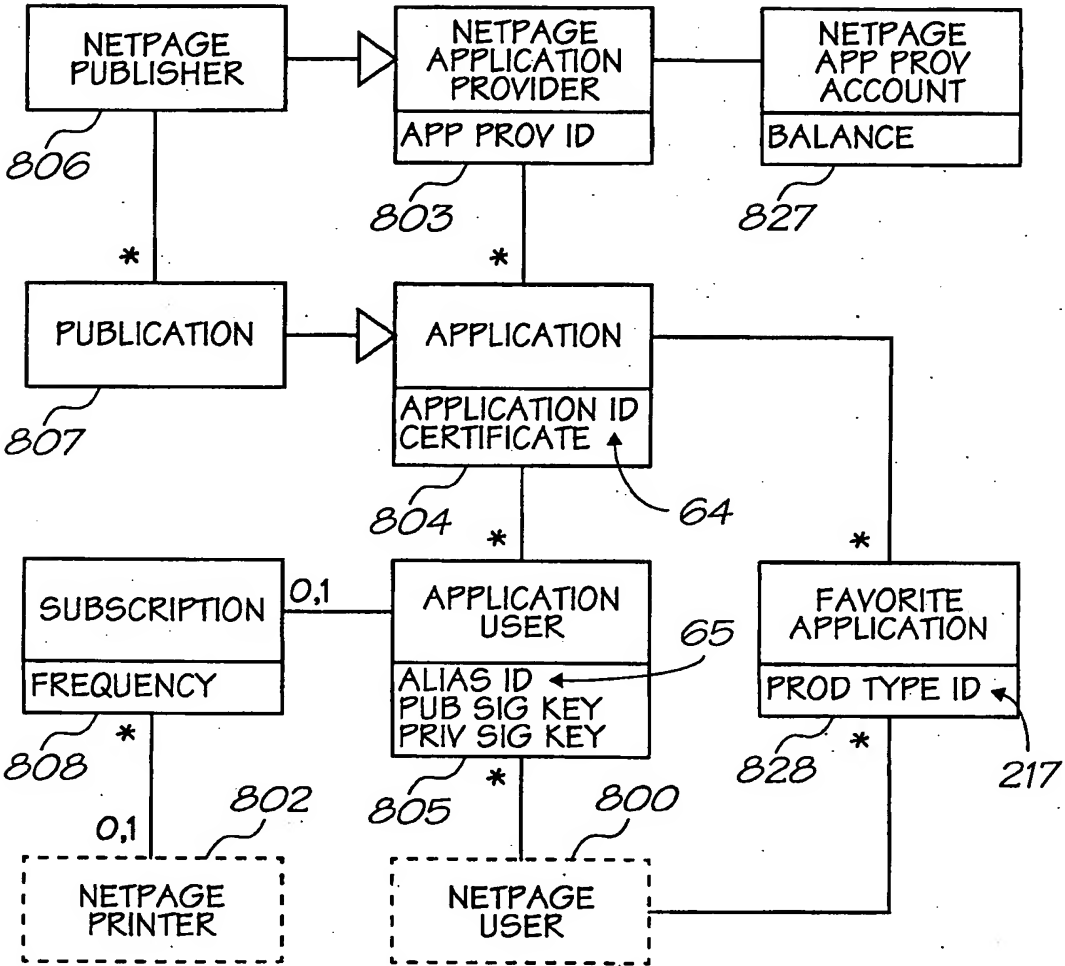 NETPAGE
PUBLISHER
806
NETPAGE
APPLICATION
PROVIDER
APP PROV ID
803
NETPAGE
APP PROV
ACCOUNT
BALANCE
827
*
*
PUBLICATION
807
APPLICATION
APPLICATION ID
CERTIFICATE
804
64
*
*
SUBSCRIPTION
FREQUENCY
808
0,1
APPLICATION
USER
ALIAS ID
PUB SIG KEY
PRIV SIG KEY
805
65
FAVORITE
APPLICATION
PROD TYPE ID
828
217
*
*
*
0,1
802
800
NETPAGE
PRINTER
NETPAGE
USER